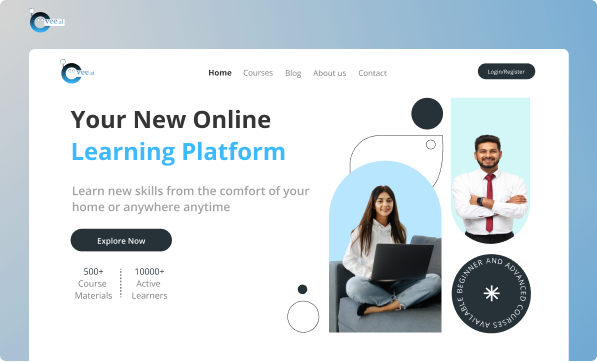 vee.ai
vee.ai
Home Courses Blog About us Contact
Login/Register
Your New Online
Learning Platform
Learn new skills from the comfort of your
home or anywhere anytime
Explore Now
500+
Course
Materials
10000+
Active
Learners
BEGINNER AND ADVANCED COURSES AVAILABLE